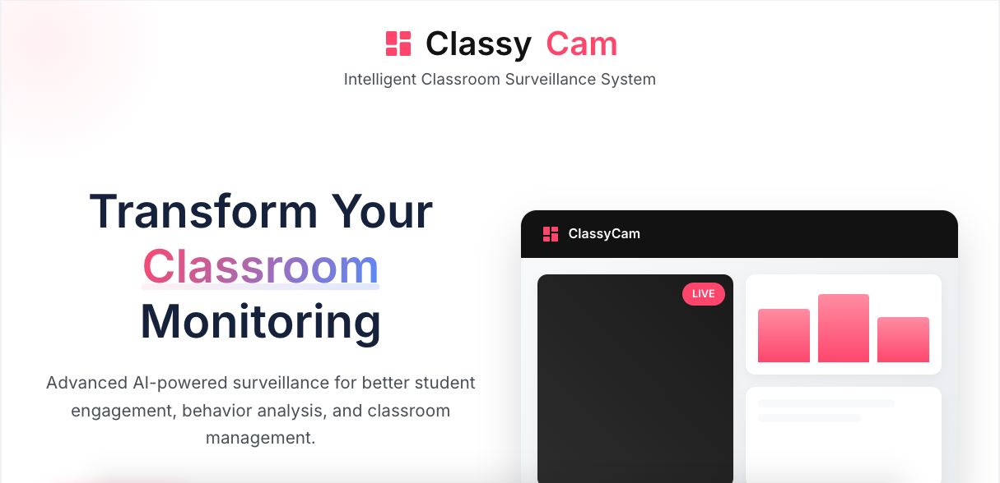 Classy Cam
Intelligent Classroom Surveillance System
Transform Your
Classroom
Monitoring
Advanced AI-powered surveillance for better student
engagement, behavior analysis, and classroom
management.
ClassyCam
LIVE